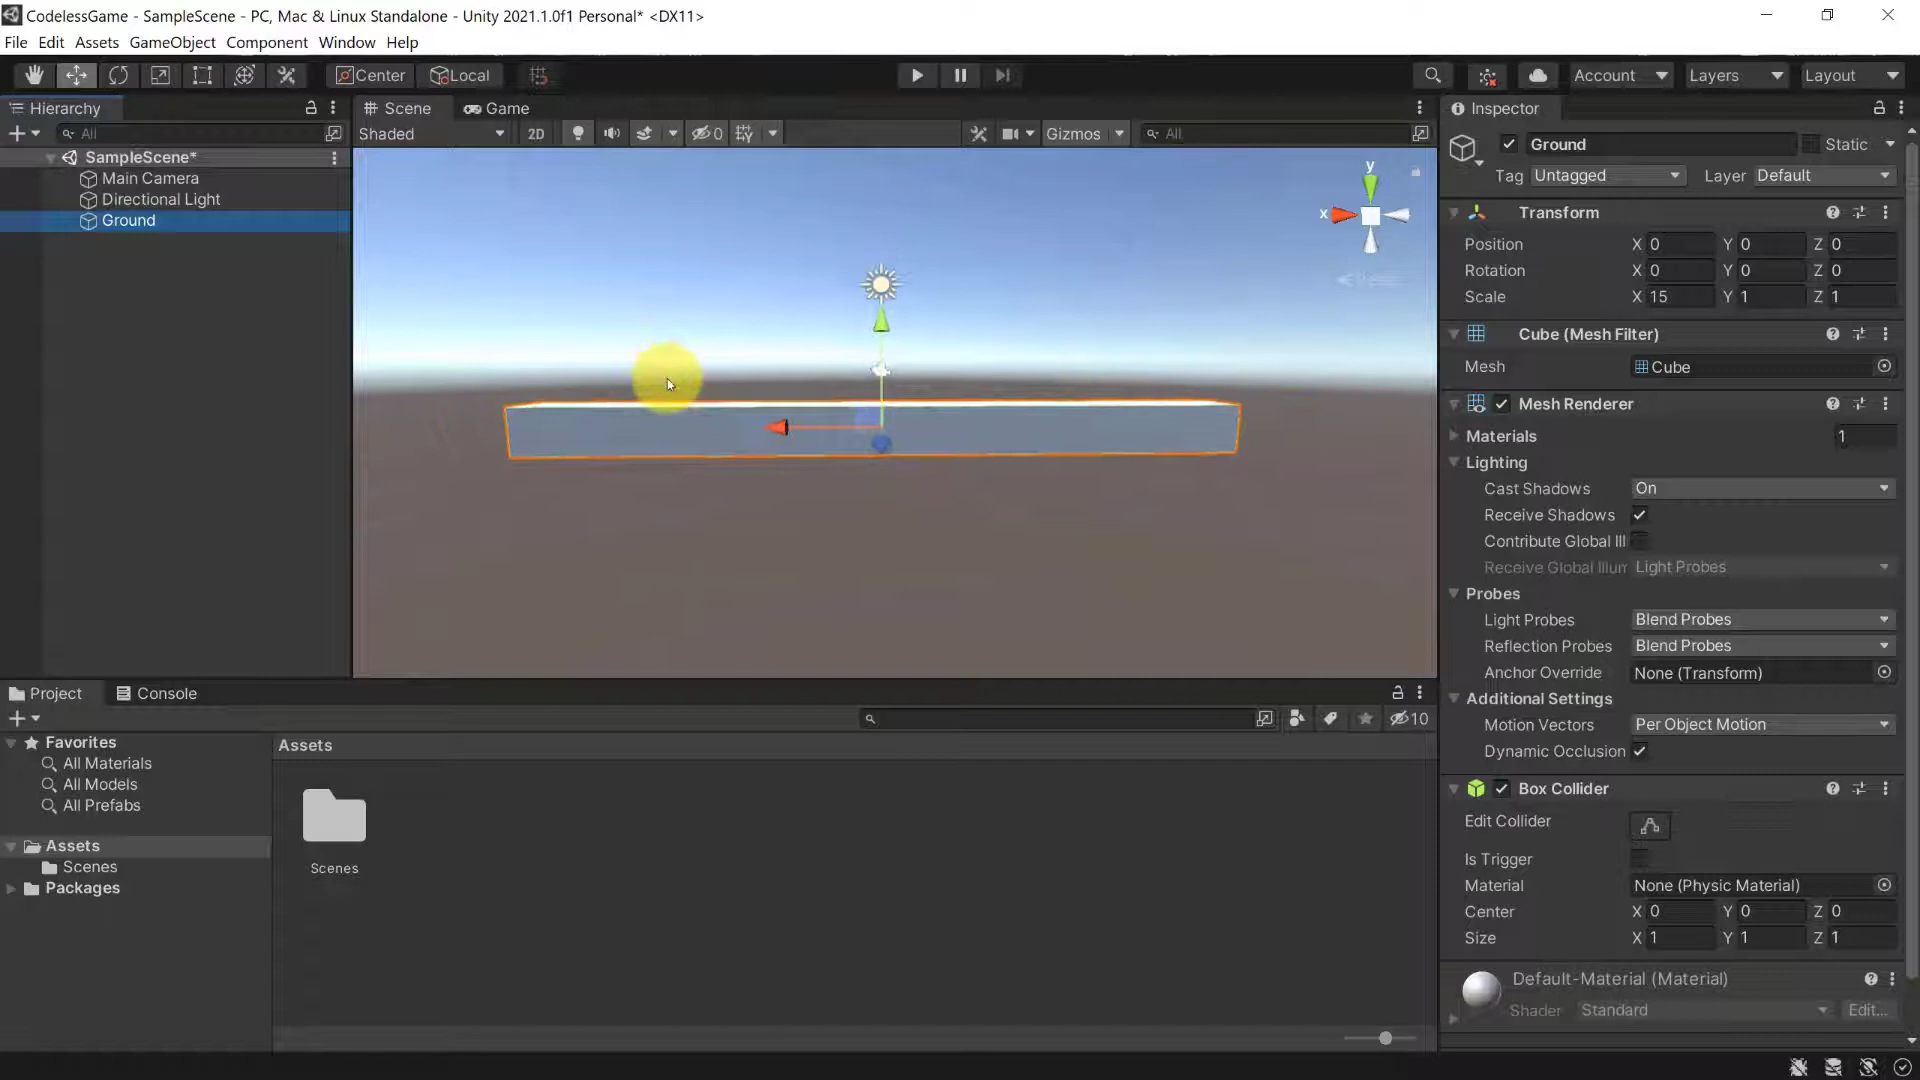 CodelessGame - SampleScene - PC, Mac & Linux Standalone - Unity 2021.1.0f1 Personal* <DX11>
File Edit Assets GameObject Component Window Help
Center Local Account Layers Layout
Hierarchy
All
SampleScene*
Main Camera
Directional Light
Ground
Scene Game
Shaded 2D 0 Gizmos All
y
x
Inspector
Ground Static
Tag Untagged Layer Default
Transform
Position X 0 Y 0 Z 0
Rotation X 0 Y 0 Z 0
Scale X 15 Y 1 Z 1
Cube (Mesh Filter)
Mesh Cube
Mesh Renderer
Materials 1
Lighting
Cast Shadows On
Receive Shadows
Contribute Global Ill
Receive Global Illum Light Probes
Probes
Light Probes Blend Probes
Reflection Probes Blend Probes
Anchor Override None (Transform)
Additional Settings
Motion Vectors Per Object Motion
Dynamic Occlusion
Box Collider
Edit Collider
Is Trigger
Material None (Physic Material)
Center X 0 Y 0 Z 0
Size X 1 Y 1 Z 1
Default-Material (Material)
Shader Standard Edit...
Project Console
10
Favorites
All Materials
All Models
All Prefabs
Assets
Scenes
Packages
Assets
Scenes